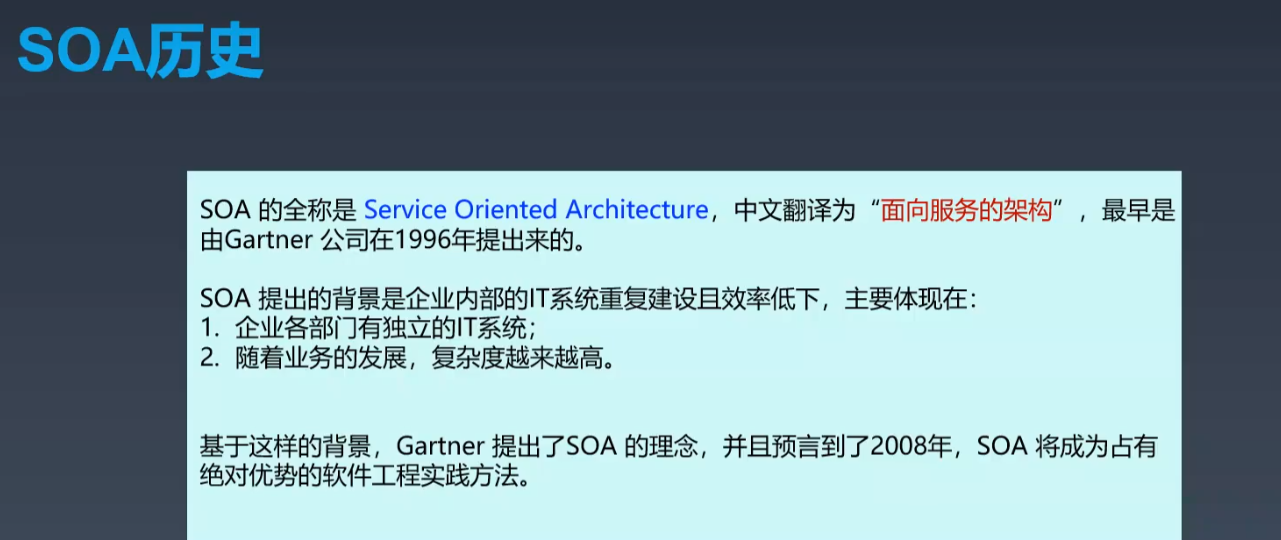 SOA历史
SOA 的全称是 Service Oriented Architecture，中文翻译为“面向服务的架构”，最早是
由Gartner 公司在1996年提出来的。
SOA 提出的背景是企业内部的IT系统重复建设且效率低下，主要体现在：
1. 企业各部门有独立的IT系统；
2. 随着业务的发展，复杂度越来越高。
基于这样的背景，Gartner 提出了SOA 的理念，并且预言到了2008年，SOA 将成为占有
绝对优势的软件工程实践方法。